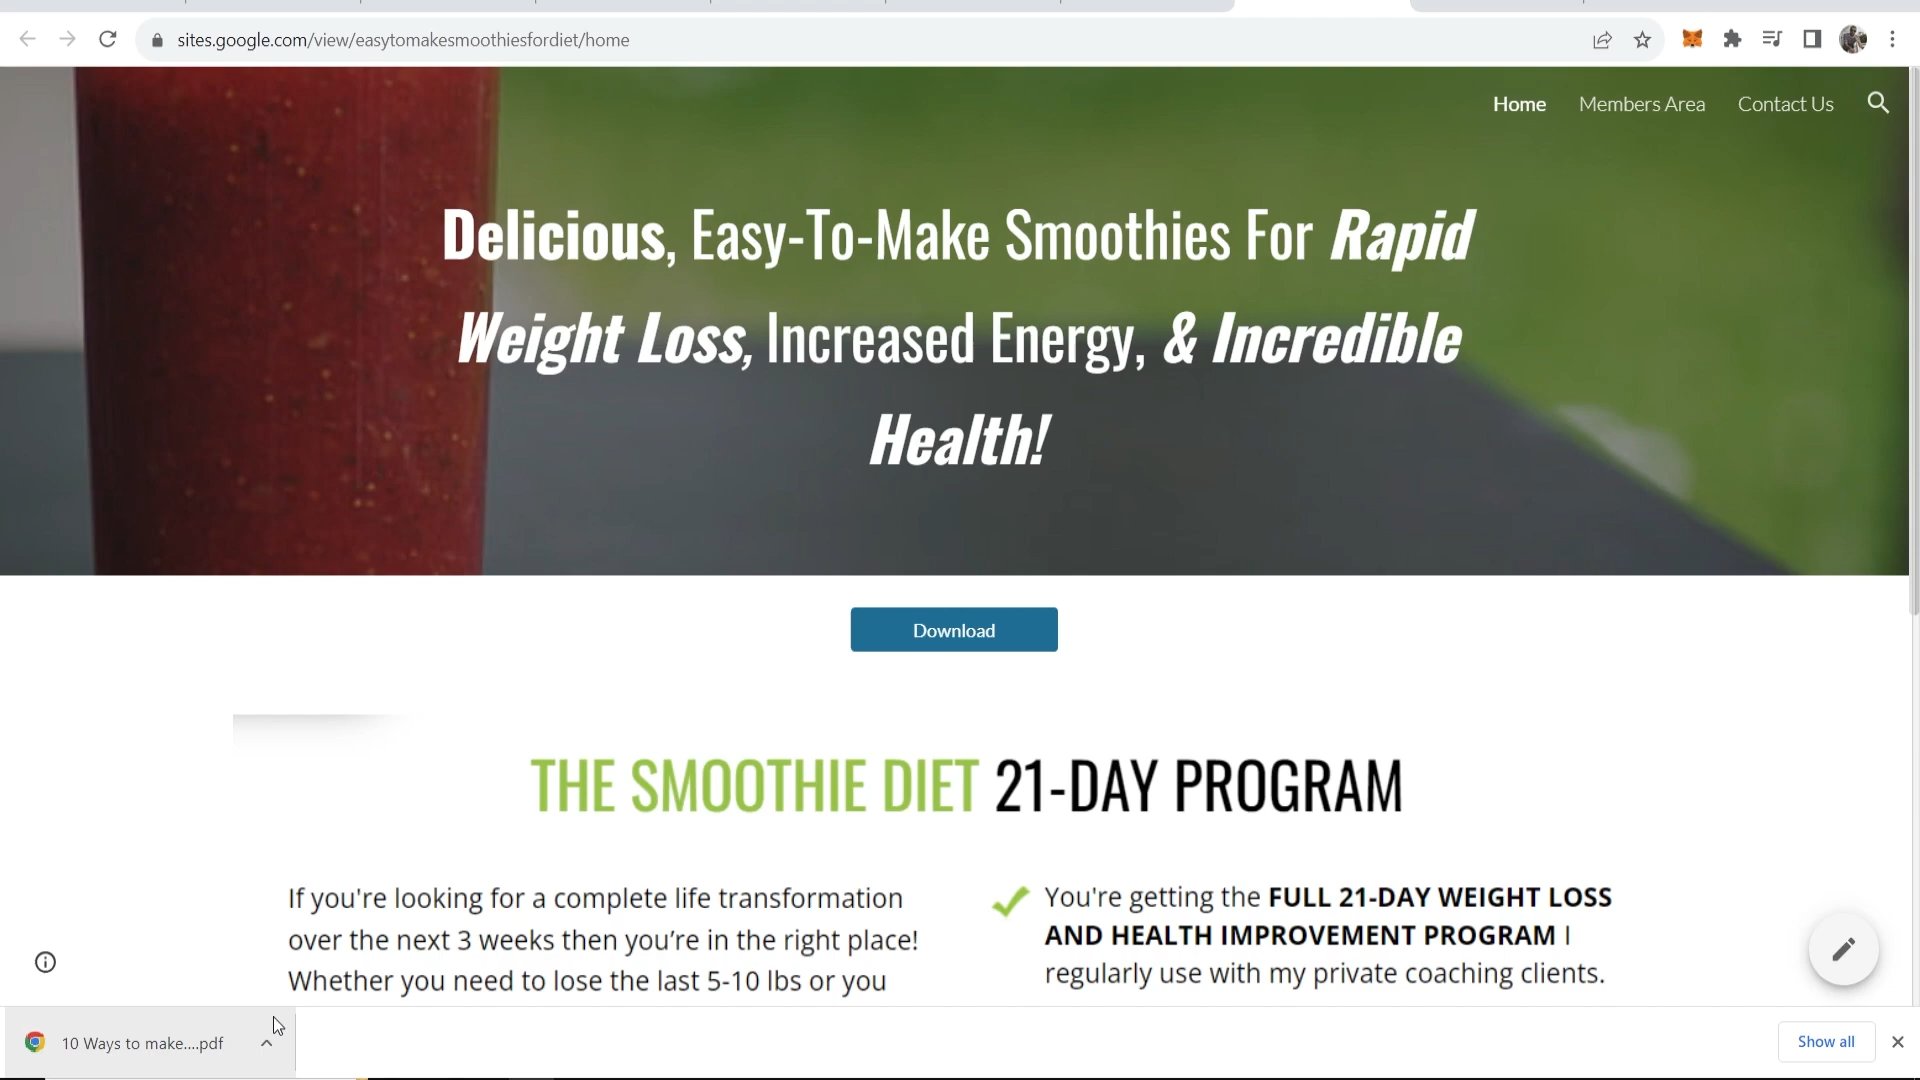 sites.google.com/view/easytomakesmoothiesfordiet/home
Home Members Area Contact Us
Delicious, Easy-To-Make Smoothies For Rapid
Weight Loss, Increased Energy, & Incredible
Health!
Download
THE SMOOTHIE DIET 21-DAY PROGRAM
If you're looking for a complete life transformation
over the next 3 weeks then you’re in the right place!
Whether you need to lose the last 5-10 lbs or you
You're getting the FULL 21-DAY WEIGHT LOSS
AND HEALTH IMPROVEMENT PROGRAM I
regularly use with my private coaching clients.
10 Ways to make....pdf
Show all